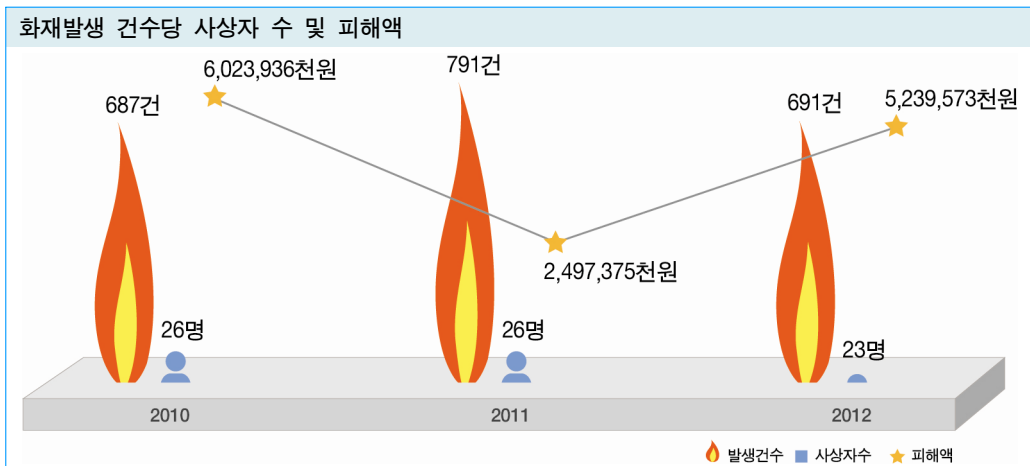 화재발생 건수당 사상자 수 및 피해액
6,023,936천원
791건
687건
691건
5,239,573천원
2,497,375천원
26명
26명
23명
2010
2011
2012
발생건수
사상자수
피해액